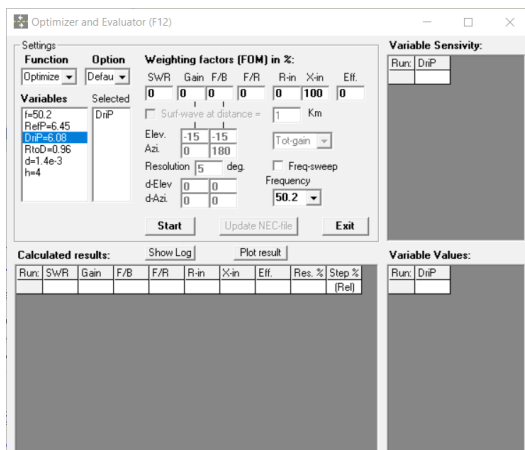 Optimizer and Evaluator (F12)
Settings
Function Option Weighting factors (FOM) in %:
Optimize Defau SWR Gain F/B F/R R-in X-in Eff.
0 0 0 0 0 100 0
Variables Selected
f=50.2
RefP=6.45
DriP=6.08
RtoD=0.96
d=1.4e-3
h=4
DriP
Surf-wave at distance = 1 Km
Elev. -15 -15 Tot-gain
Azi. 0 180
Resolution 5 deg. Freq-sweep
d-Elev 0 0 Frequency
d-Azi. 0 0 50.2
Start Update NEC-file Exit
Variable Sensivity:
Run: DriP
Calculated results: Show Log Plot result
Run: SWR Gain F/B F/R R-in X-in Eff. Res. % Step %
(Rel)
Variable Values:
Run: DriP